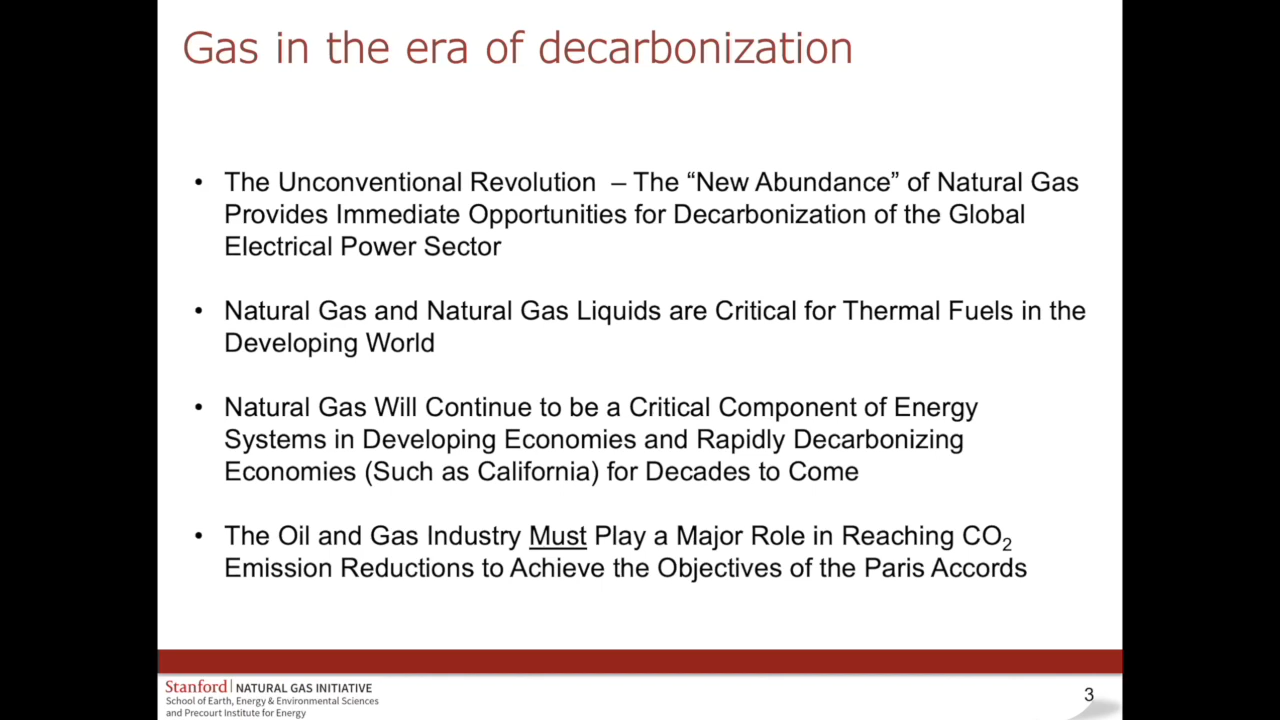 Gas in the era of decarbonization
• The Unconventional Revolution – The “New Abundance” of Natural Gas
Provides Immediate Opportunities for Decarbonization of the Global
Electrical Power Sector
• Natural Gas and Natural Gas Liquids are Critical for Thermal Fuels in the
Developing World
• Natural Gas Will Continue to be a Critical Component of Energy
Systems in Developing Economies and Rapidly Decarbonizing
Economies (Such as California) for Decades to Come
• The Oil and Gas Industry Must Play a Major Role in Reaching CO2
Emission Reductions to Achieve the Objectives of the Paris Accords
Stanford | NATURAL GAS INITIATIVE
School of Earth, Energy & Environmental Sciences
and Precourt Institute for Energy
3